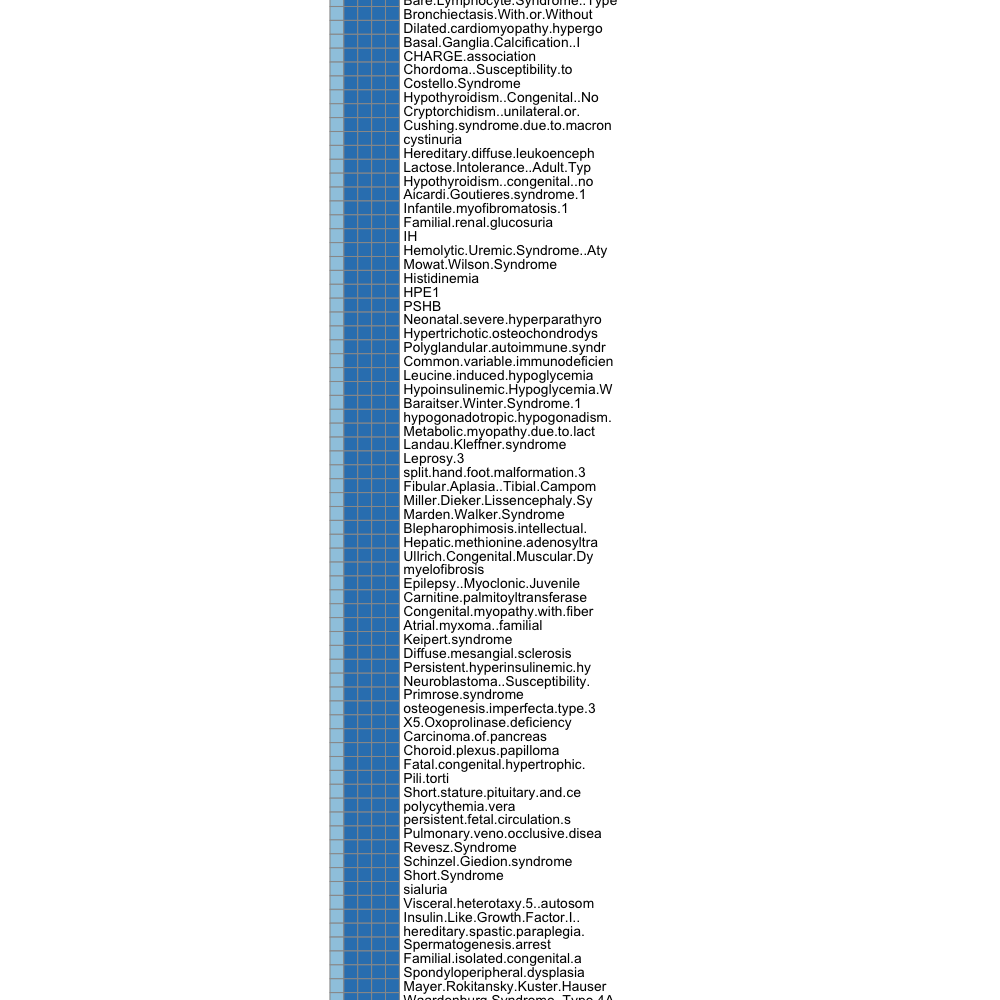 Bare.Lymphocyte.Syndrome..Type
Bronchiectasis.With.or.Without
Dilated.cardiomyopathy.hypergo
Basal.Ganglia.Calcification..I
CHARGE.association
Chordoma..Susceptibility.to
Costello.Syndrome
Hypothyroidism..Congenital..No
Cryptorchidism..unilateral.or.
Cushing.syndrome.due.to.macron
cystinuria
Hereditary.diffuse.leukoenceph
Lactose.Intolerance..Adult.Typ
Hypothyroidism..congenital..no
Aicardi.Goutieres.syndrome.1
Infantile.myofibromatosis.1
Familial.renal.glucosuria
IH
Hemolytic.Uremic.Syndrome..Aty
Mowat.Wilson.Syndrome
Histidinemia
HPE1
PSHB
Neonatal.severe.hyperparathyro
Hypertrichotic.osteochondrodys
Polyglandular.autoimmune.syndr
Common.variable.immunodeficien
Leucine.induced.hypoglycemia
Hypoinsulinemic.Hypoglycemia.W
Baraitser.Winter.Syndrome.1
hypogonadotropic.hypogonadism.
Metabolic.myopathy.due.to.lact
Landau.Kleffner.syndrome
Leprosy.3
split.hand.foot.malformation.3
Fibular.Aplasia..Tibial.Campom
Miller.Dieker.Lissencephaly.Sy
Marden.Walker.Syndrome
Blepharophimosis.intellectual.
Hepatic.methionine.adenosyltra
Ullrich.Congenital.Muscular.Dy
myelofibrosis
Epilepsy..Myoclonic.Juvenile
Carnitine.palmitoyltransferase
Congenital.myopathy.with.fiber
Atrial.myxoma..familial
Keipert.syndrome
Diffuse.mesangial.sclerosis
Persistent.hyperinsulinemic.hy
Neuroblastoma..Susceptibility.
Primrose.syndrome
osteogenesis.imperfecta.type.3
X5.Oxoprolinase.deficiency
Carcinoma.of.pancreas
Choroid.plexus.papilloma
Fatal.congenital.hypertrophic.
Pili.torti
Short.stature.pituitary.and.ce
polycythemia.vera
persistent.fetal.circulation.s
Pulmonary.veno.occlusive.disea
Revesz.Syndrome
Schinzel.Giedion.syndrome
Short.Syndrome
sialuria
Visceral.heterotaxy.5..autosom
Insulin.Like.Growth.Factor.I..
hereditary.spastic.paraplegia.
Spermatogenesis.arrest
Familial.isolated.congenital.a
Spondyloperipheral.dysplasia
Mayer.Rokitansky.Kuster.Hauser
Waardenburg.Syndrome..Type.4A